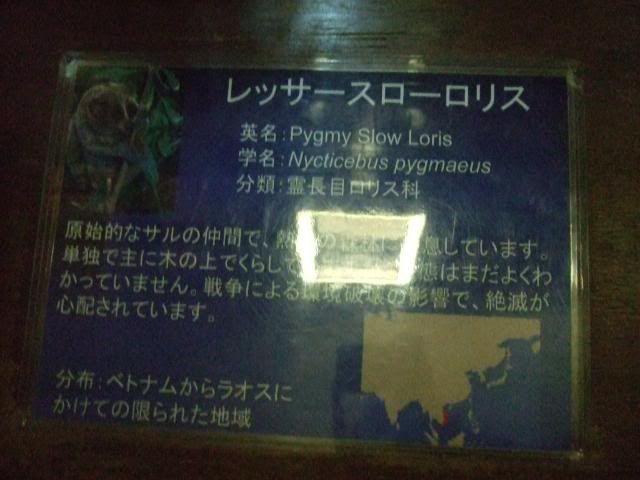 レッサースローロリス
英名：Pygmy Slow Loris
学名：Nycticebus pygmaeus
分類：霊長目ロリス科
原始的なサルの仲間で、熱 の 息しています。
単独で主に木の上でくらして 態はまだよくわ
かっていません。戦争による環境破壊の影響で、絶滅が
心配されています。
分布：ベトナムからラオスに
かけての限られた地域